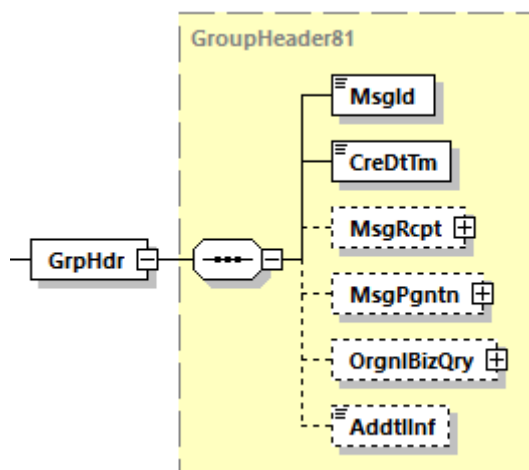 GroupHeader81
MsgId
CreDtTm
MsgRcpt
GrpHdr
MsgPgntn
OrgnlBizQry
AddtlInf